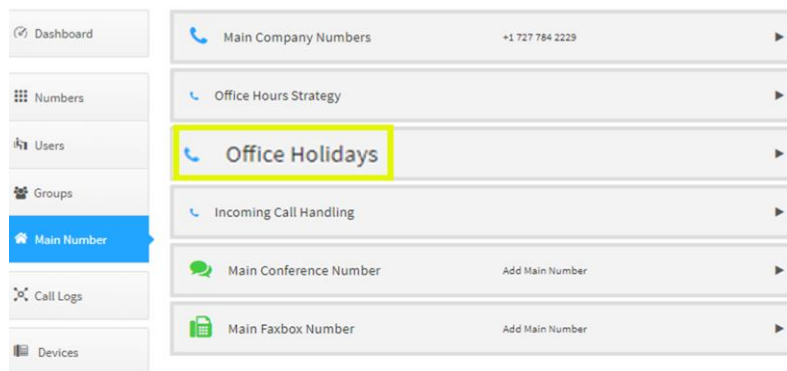 Dashboard
Numbers
Users
Groups
Main Number
Call Logs
Devices
Main Company Numbers +1 727 784 2229
Office Hours Strategy
Office Holidays
Incoming Call Handling
Main Conference Number Add Main Number
Main Faxbox Number Add Main Number